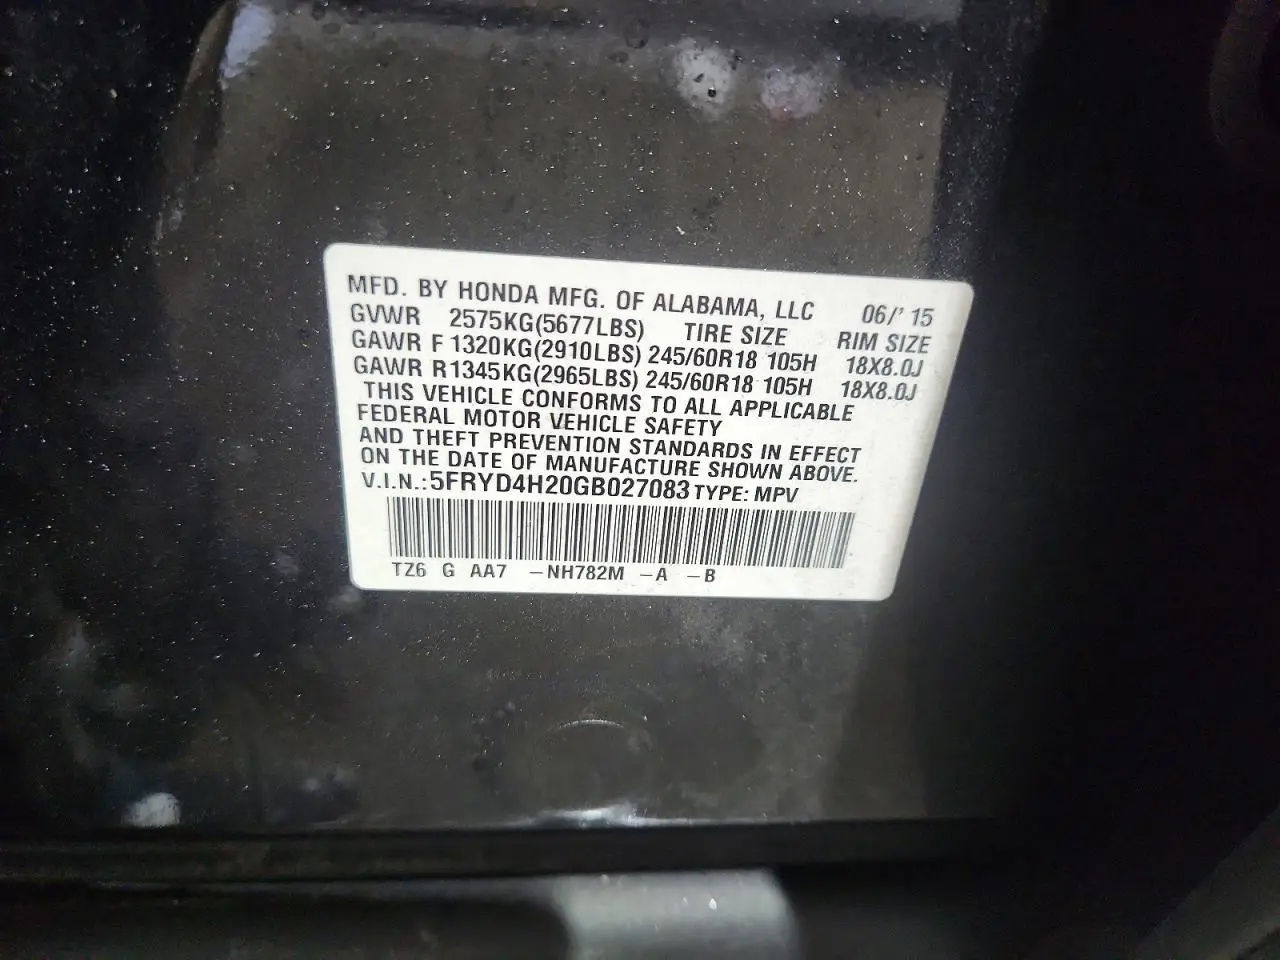 MFD. BY HONDA MFG. OF ALABAMA, LLC 06/' 15
GVWR 2575KG(5677LBS) TIRE SIZE RIM SIZE
GAWR F 1320KG(2910LBS) 245/60R18 105H 18X8.0J
GAWR R1345KG(2965LBS) 245/60R18 105H 18X8.0J
THIS VEHICLE CONFORMS TO ALL APPLICABLE
FEDERAL MOTOR VEHICLE SAFETY
AND THEFT PREVENTION STANDARDS IN EFFECT
ON THE DATE OF MANUFACTURE SHOWN ABOVE.
V.I.N.:5FRYD4H20GB027083 TYPE: MPV
TZ6 G AA7 -NH782M -A -B